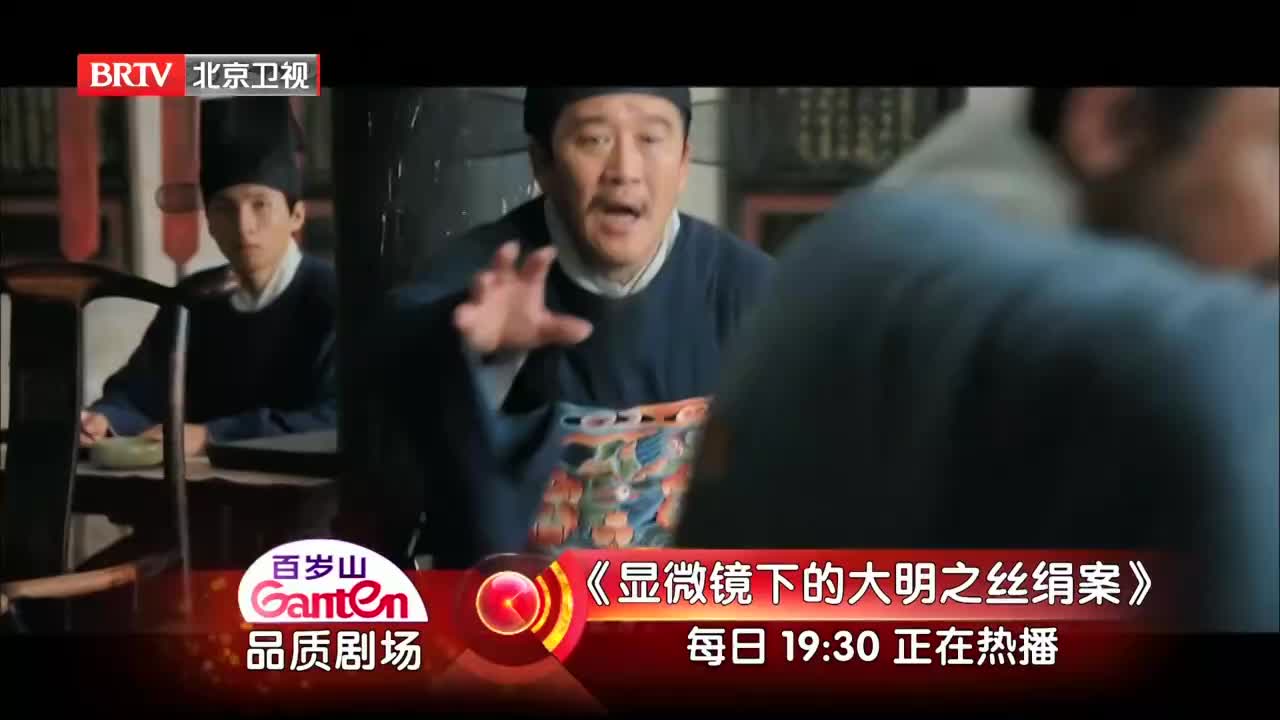 BRTV 北京卫视
百岁山
Ganten
品质剧场
《显微镜下的大明之丝绢案》
每日 19:30 正在热播